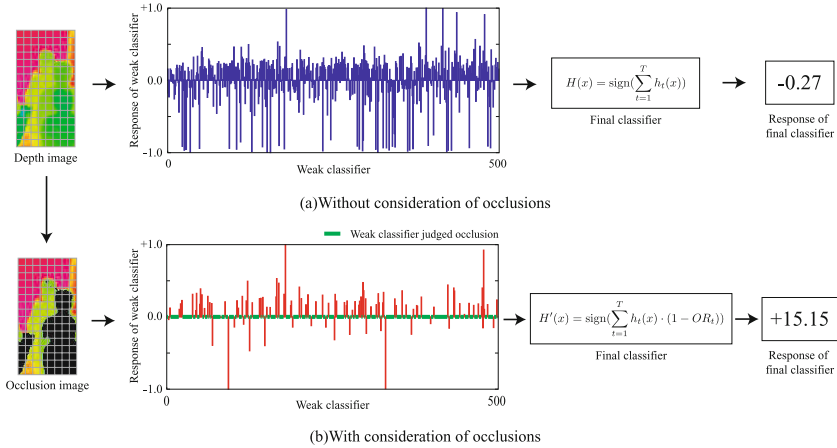 Depth image
Response of weak classifier
+1.0
0.0
-1.0
0
500
Weak classifier
H(x) = sign(∑_{t=1}^{T} h_t(x))
Final classifier
-0.27
Response of
final classifier
(a)Without consideration of occlusions
Occlusion image
Weak classifier judged occlusion
Response of weak classifier
+1.0
0.0
-1.0
0
500
Weak classifier
H'(x) = sign(∑_{t=1}^{T} h_t(x) · (1 − OR_t))
Final classifier
+15.15
Response of
final classifier
(b)With consideration of occlusions